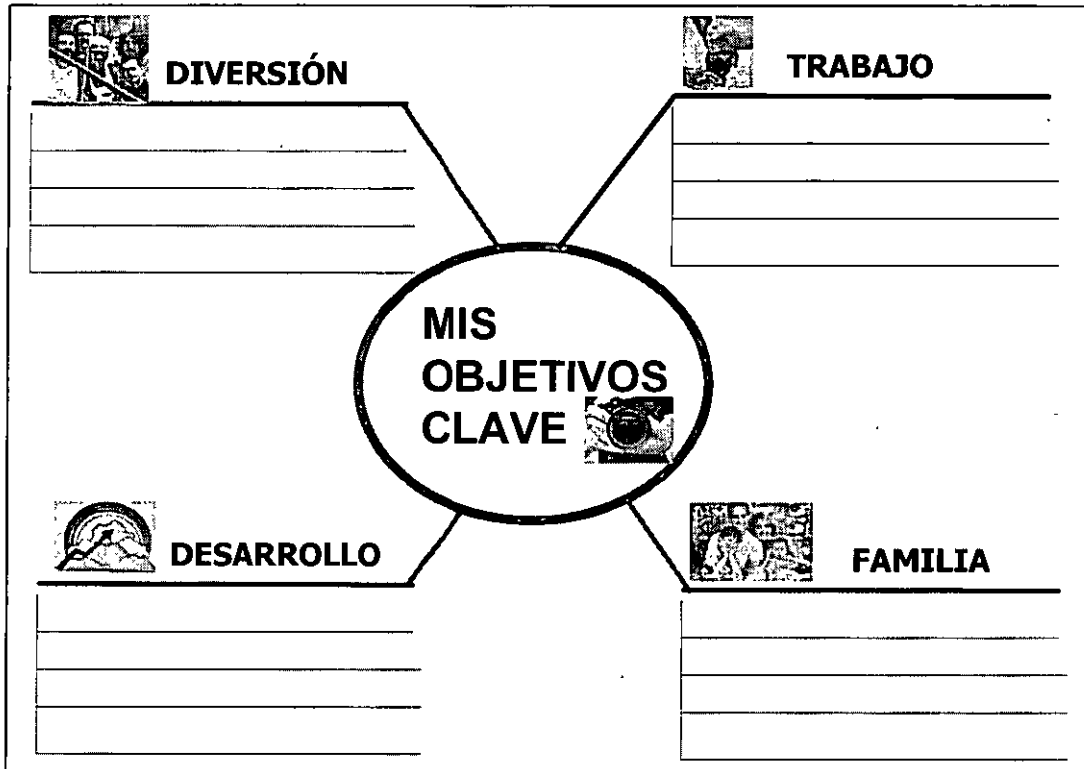 DIVERSIÓN
TRABAJO
MIS
OBJETIVOS
CLAVE
DESARROLLO
FAMILIA